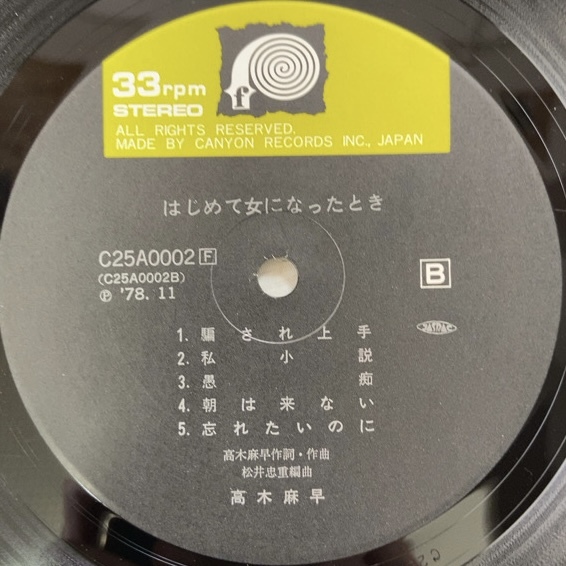 f
33rpm
STEREO
ALL RIGHTS RESERVED.
MADE BY CANYON RECORDS INC., JAPAN
はじめて女になったとき
C25A0002 F
(C25A0002B)
Ⓟ '78. 11
B
JASRAC
1.騙され上手
2. 私小説
3. 愚痴
4. 朝は来ない
5. 忘れたいのに
高木麻早作詞・作曲
松井忠重編曲
高木麻早